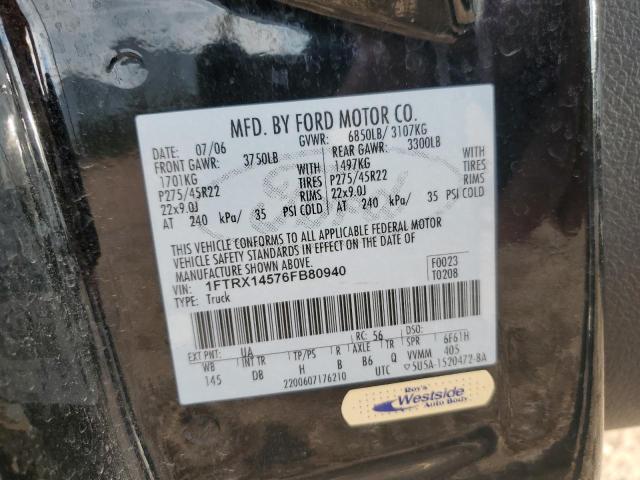 MFD. BY FORD MOTOR CO.
DATE: 07/06 GVWR: 6850LB/ 3107KG
FRONT GAWR: 3750LB REAR GAWR: 3300LB
1701KG WITH 1497KG WITH
P275/45R22 TIRES P275/45R22 TIRES
22x9.0J RIMS 22x9.0J RIMS
AT 240 kPa/ 35 PSI COLD AT 240 kPa/ 35 PSI COLD
Ford
THIS VEHICLE CONFORMS TO ALL APPLICABLE FEDERAL MOTOR
VEHICLE SAFETY STANDARDS IN EFFECT ON THE DATE OF
MANUFACTURE SHOWN ABOVE.
VIN: 1FTRX14576FB80940 F0023
TYPE: Truck T0208
RC: 56 DSO:
EXT PNT: UA 6F61H
WB INT TR TP/PS R AXLE TR SPR VVMM 405
145 DB H B B6 Q
2200607176210 UTC 5U5A-1520472-BA
Roy's
Westside
Auto Body